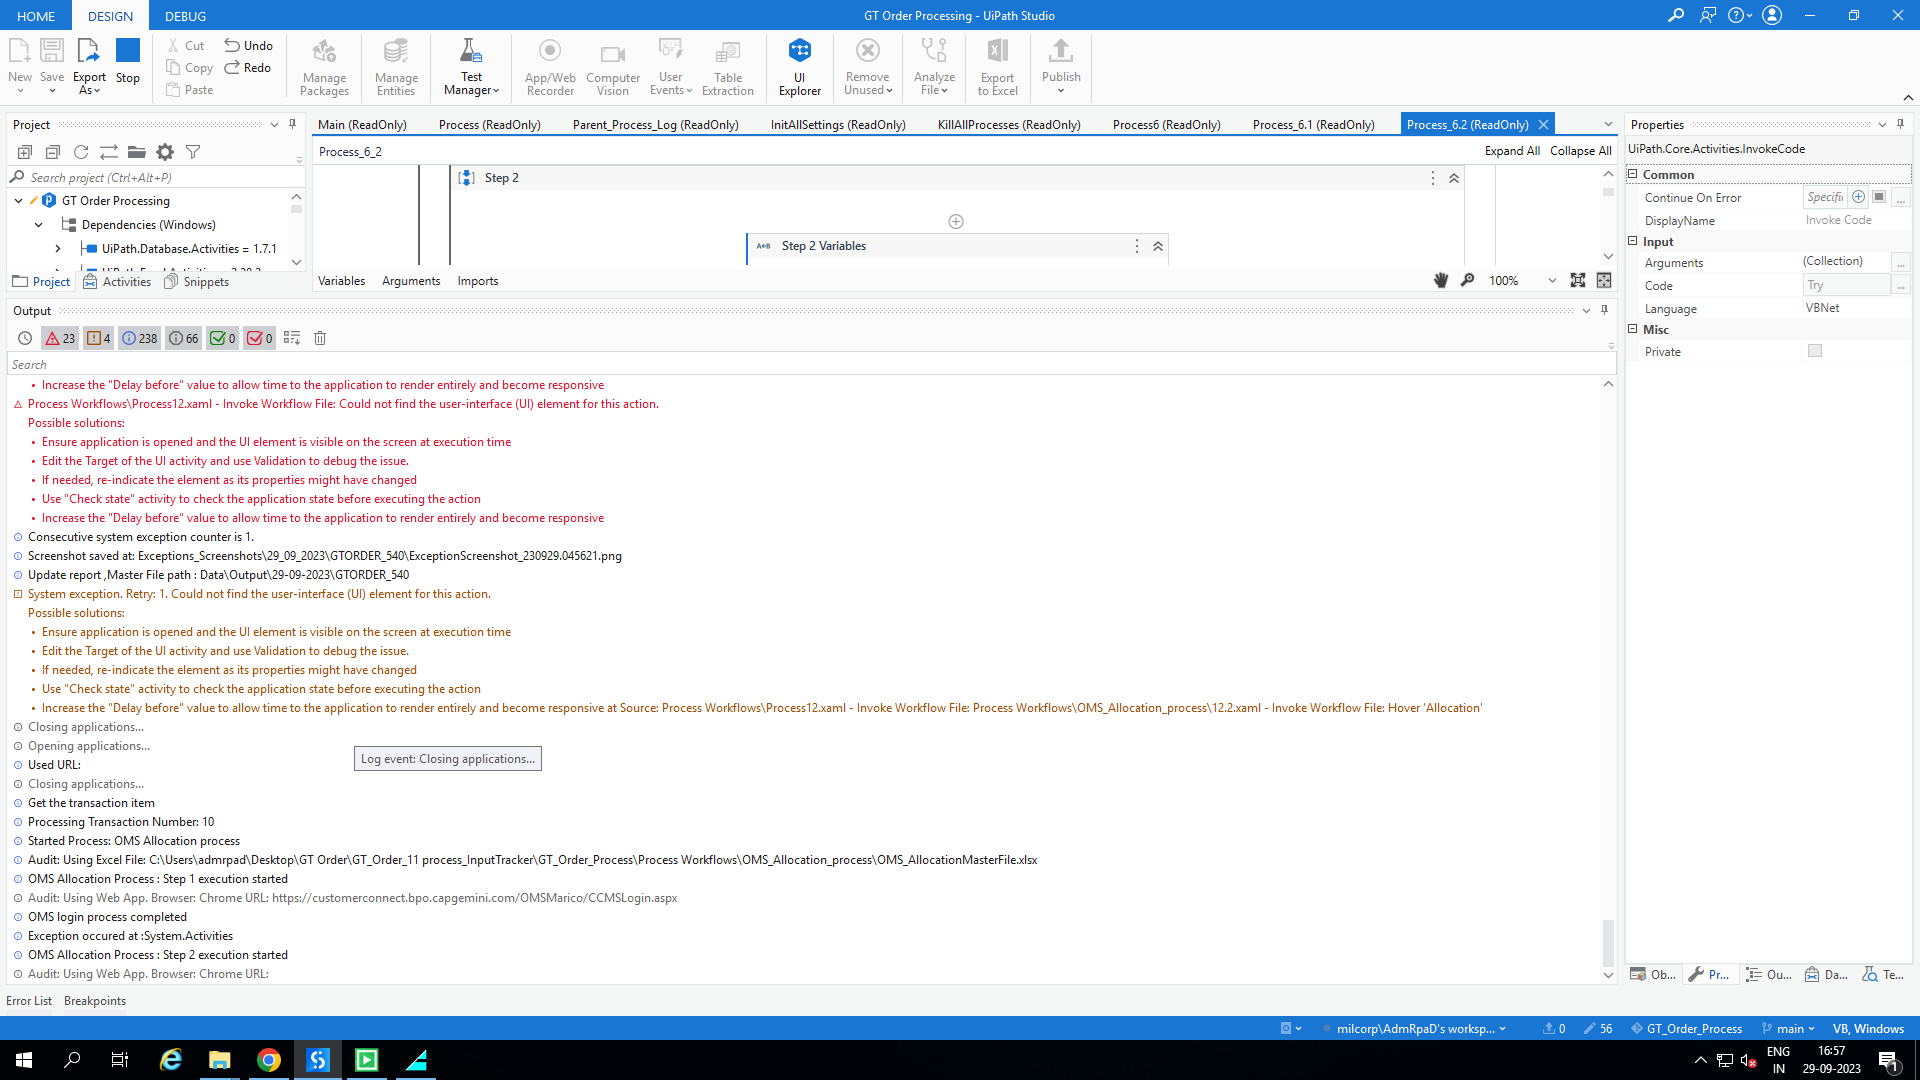 HOME DESIGN DEBUG GT Order Processing - UiPath Studio
New Save Export As Stop Cut Copy Paste Undo Redo Manage Packages Manage Entities Test Manager App/Web Recorder Computer Vision User Events Table Extraction UI Explorer Remove Unused Analyze File Export to Excel Publish
Project
Search project (Ctrl+Alt+P)
GT Order Processing
Dependencies (Windows)
UiPath.Database.Activities = 1.7.1
Project Activities Snippets
Main (ReadOnly) Process (ReadOnly) Parent_Process_Log (ReadOnly) InitAllSettings (ReadOnly) KillAllProcesses (ReadOnly) Process6 (ReadOnly) Process_6.1 (ReadOnly) Process_6.2 (ReadOnly)
Process_6_2 Expand All Collapse All
Step 2
Step 2 Variables
Variables Arguments Imports 100%
Properties
UiPath.Core.Activities.InvokeCode
Common
Continue On Error Specifi ...
DisplayName Invoke Code
Input
Arguments (Collection) ...
Code Try ...
Language VBNet
Misc
Private
Output
23 4 238 66 0 0
Search
• Increase the "Delay before" value to allow time to the application to render entirely and become responsive
Process Workflows\Process12.xaml - Invoke Workflow File: Could not find the user-interface (UI) element for this action.
Possible solutions:
• Ensure application is opened and the UI element is visible on the screen at execution time
• Edit the Target of the UI activity and use Validation to debug the issue.
• If needed, re-indicate the element as its properties might have changed
• Use "Check state" activity to check the application state before executing the action
• Increase the "Delay before" value to allow time to the application to render entirely and become responsive
Consecutive system exception counter is 1.
Screenshot saved at: Exceptions_Screenshots\29_09_2023\GTORDER_540\ExceptionScreenshot_230929.045621.png
Update report ,Master File path : Data\Output\29-09-2023\GTORDER_540
System exception. Retry: 1. Could not find the user-interface (UI) element for this action.
Possible solutions:
• Ensure application is opened and the UI element is visible on the screen at execution time
• Edit the Target of the UI activity and use Validation to debug the issue.
• If needed, re-indicate the element as its properties might have changed
• Use "Check state" activity to check the application state before executing the action
• Increase the "Delay before" value to allow time to the application to render entirely and become responsive at Source: Process Workflows\Process12.xaml - Invoke Workflow File: Process Workflows\OMS_Allocation_process\12.2.xaml - Invoke Workflow File: Hover 'Allocation'
Closing applications...
Opening applications...
Log event: Closing applications...
Used URL:
Closing applications...
Get the transaction item
Processing Transaction Number: 10
Started Process: OMS Allocation process
Audit: Using Excel File: C:\Users\admrpad\Desktop\GT Order\GT_Order_11 process_InputTracker\GT_Order_Process\Process Workflows\OMS_Allocation_process\OMS_AllocationMasterFile.xlsx
OMS Allocation Process : Step 1 execution started
Audit: Using Web App. Browser: Chrome URL: https://customerconnect.bpo.capgemini.com/OMSMarico/CCMSLogin.aspx
OMS login process completed
Exception occured at :System.Activities
OMS Allocation Process : Step 2 execution started
Audit: Using Web App. Browser: Chrome URL:
Ob... Pr... Ou... Da... Te...
Error List Breakpoints
milcorp\AdmRpaD's worksp... 0 56 GT_Order_Process main VB, Windows
ENG IN 16:57 29-09-2023 1